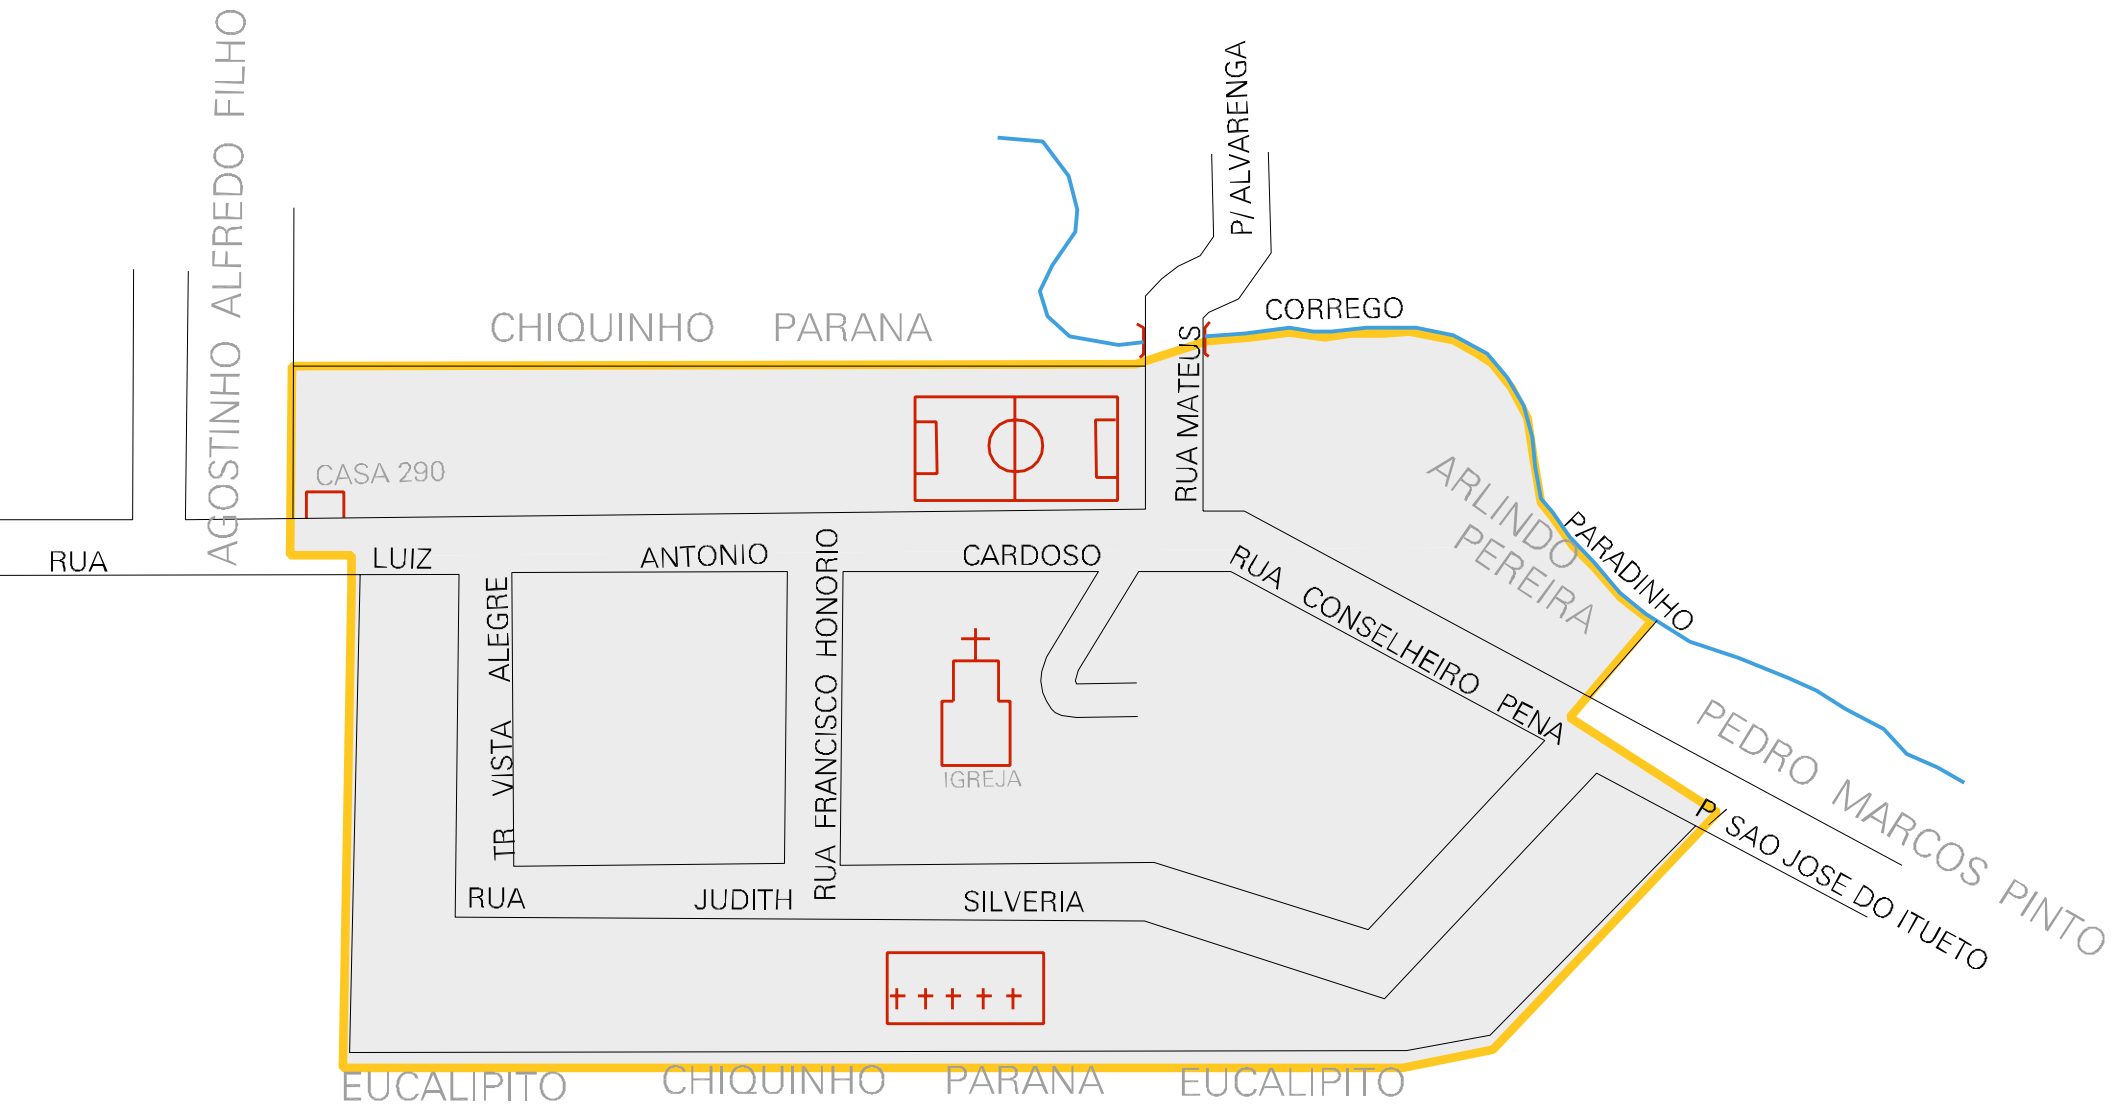 AGOSTINHO ALFREDO FILHO
P/ ALVARENGA
CHIQUINHO PARANA
CORREGO
RUA MATEUS
CASA 290
ARLINDO
PEREIRA
PARADINHO
RUA LUIZ ANTONIO CARDOSO
RUA CONSELHEIRO PENA
TR VISTA ALEGRE
RUA FRANCISCO HONORIO
IGREJA
PEDRO MARCOS PINTO
P/ SAO JOSE DO ITUETO
RUA JUDITH SILVERIA
EUCALIPITO CHIQUINHO PARANA EUCALIPITO